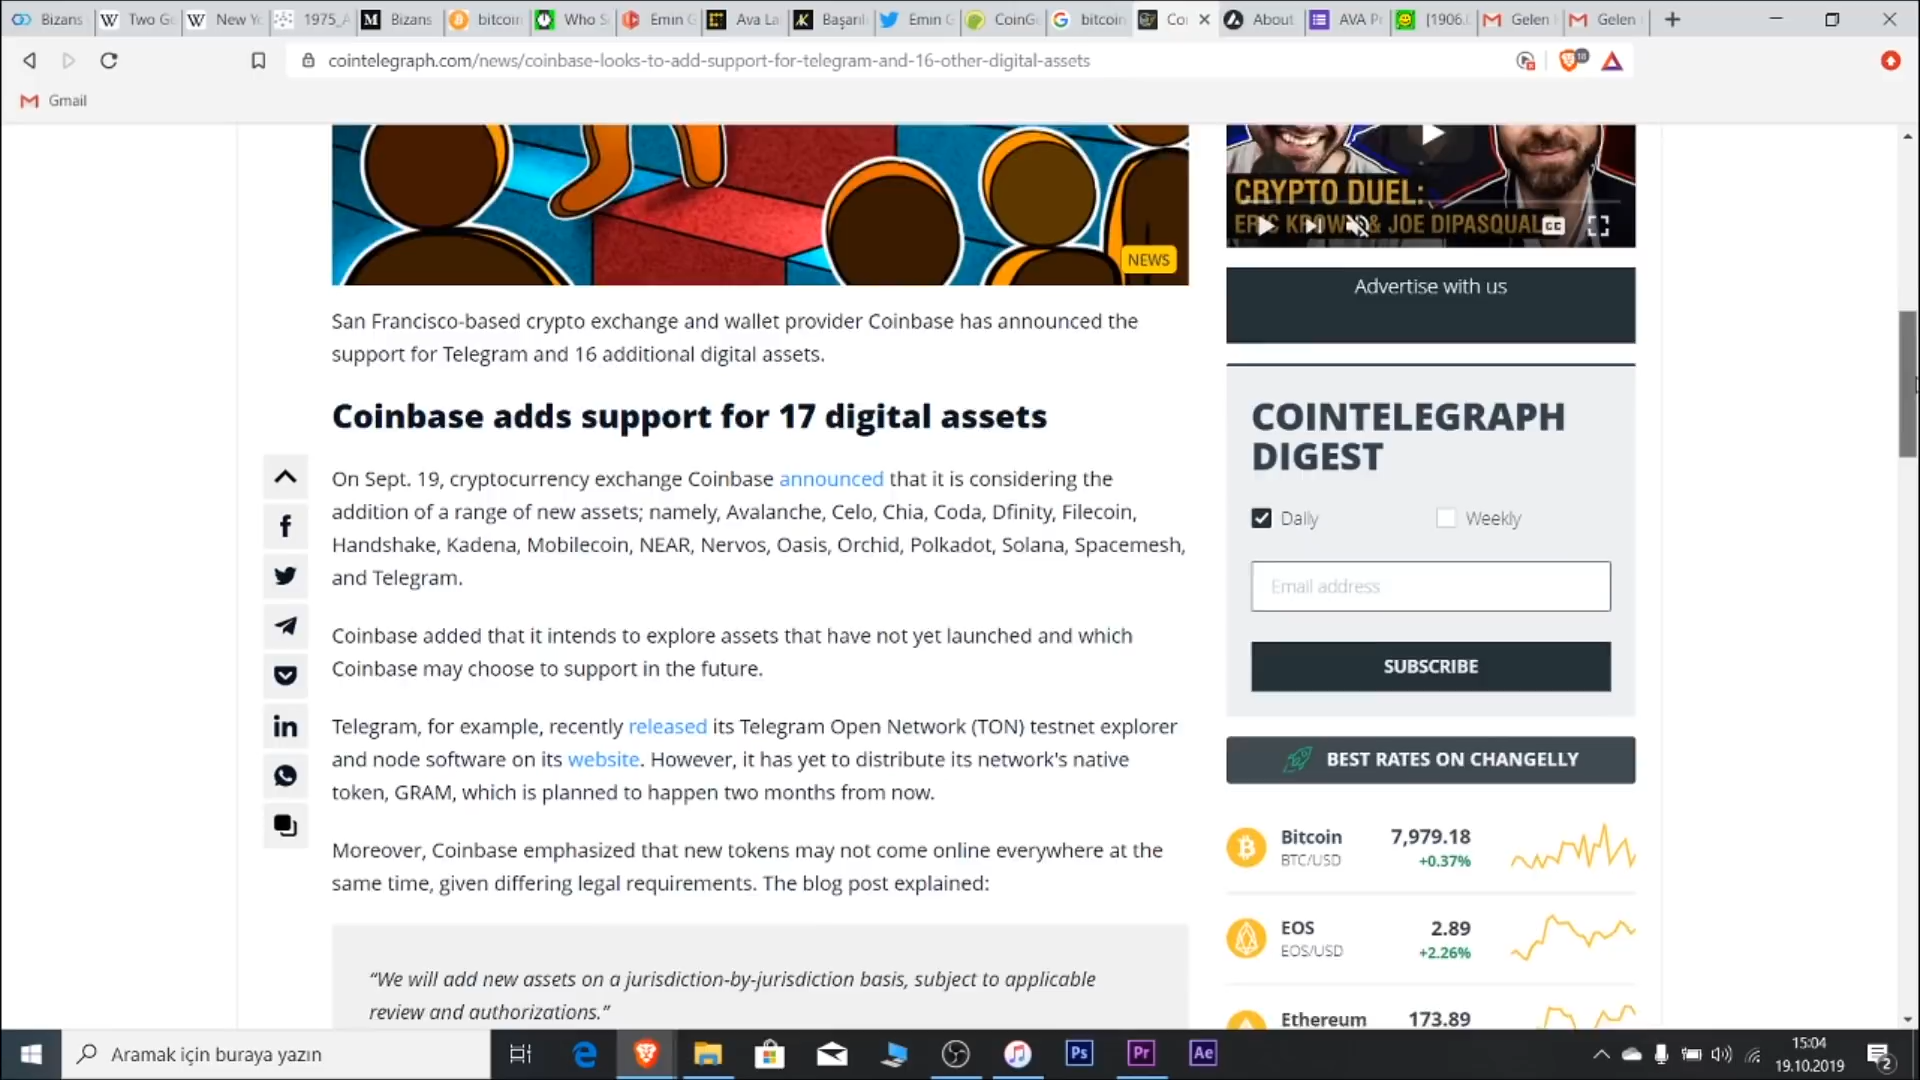 Bizans
Two G
New Y
1975_
Bizans
bitcoin
Who S
Emin G
Ava La
Başarıl
Emin G
CoinG
bitcoin
Coi
About
AVA P
(1906.
Gelen
Gelen
cointelegraph.com/news/coinbase-looks-to-add-support-for-telegram-and-16-other-digital-assets
18
Gmail
NEWS
CRYPTO DUEL:
ERIC KROWN & JOE DIPASQUALE
CC
Advertise with us
San Francisco-based crypto exchange and wallet provider Coinbase has announced the
support for Telegram and 16 additional digital assets.
Coinbase adds support for 17 digital assets
On Sept. 19, cryptocurrency exchange Coinbase announced that it is considering the
addition of a range of new assets; namely, Avalanche, Celo, Chia, Coda, Dfinity, Filecoin,
Handshake, Kadena, Mobilecoin, NEAR, Nervos, Oasis, Orchid, Polkadot, Solana, Spacemesh,
and Telegram.
Coinbase added that it intends to explore assets that have not yet launched and which
Coinbase may choose to support in the future.
Telegram, for example, recently released its Telegram Open Network (TON) testnet explorer
and node software on its website. However, it has yet to distribute its network's native
token, GRAM, which is planned to happen two months from now.
Moreover, Coinbase emphasized that new tokens may not come online everywhere at the
same time, given differing legal requirements. The blog post explained:
“We will add new assets on a jurisdiction-by-jurisdiction basis, subject to applicable
review and authorizations.”
COINTELEGRAPH
DIGEST
Daily
Weekly
Email address
SUBSCRIBE
BEST RATES ON CHANGELLY
Bitcoin 7,979.18
BTC/USD +0.37%
EOS 2.89
EOS/USD +2.26%
Ethereum 173.89
Aramak için buraya yazın
Ps
Pr
Ae
15:04
19.10.2019
2